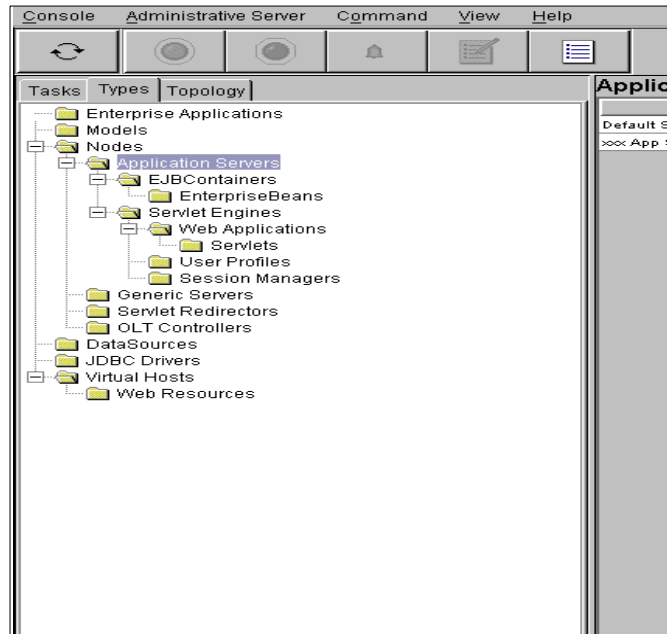 Console Administrative Server Command View Help
Tasks Types Topology
Enterprise Applications
Models
Nodes
Application Servers
EJBContainers
EnterpriseBeans
Servlet Engines
Web Applications
Servlets
User Profiles
Session Managers
Generic Servers
Servlet Redirectors
OLT Controllers
DataSources
JDBC Drivers
Virtual Hosts
Web Resources
Applic
Default S
xxx App S